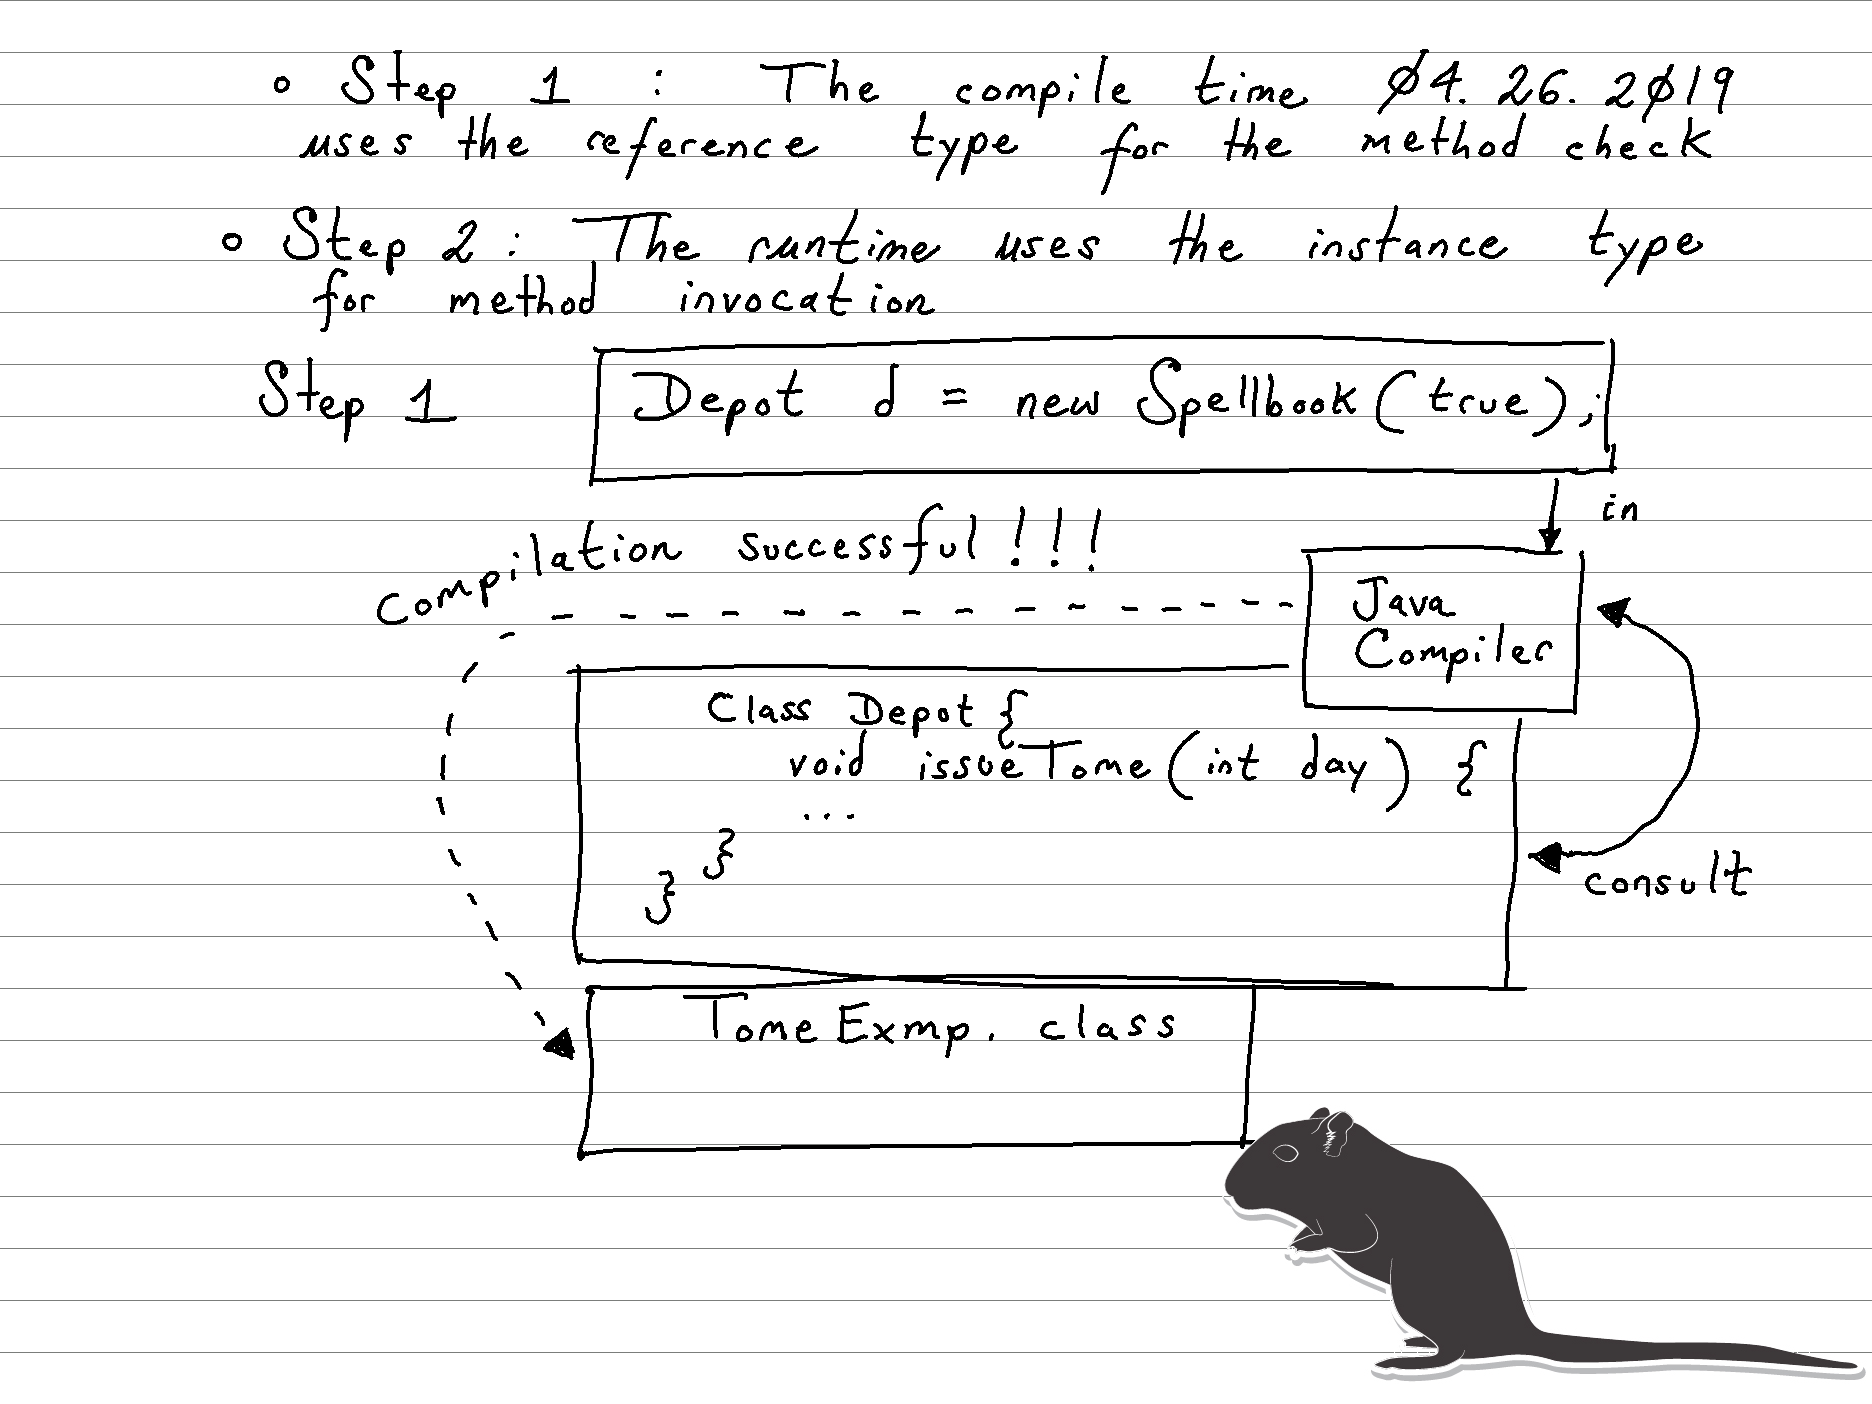 o Step 1 : The compile time 04. 26. 2019
uses the reference type for the method check
o Step 2 : The runtime uses the instance type
for method invocation
Step 1 Depot d = new Spellbook(true);
in
Compilation successful!!!
Java
Compiler
Class Depot {
void issueTome(int day) {
...
}
}
consult
TomeExmp. class